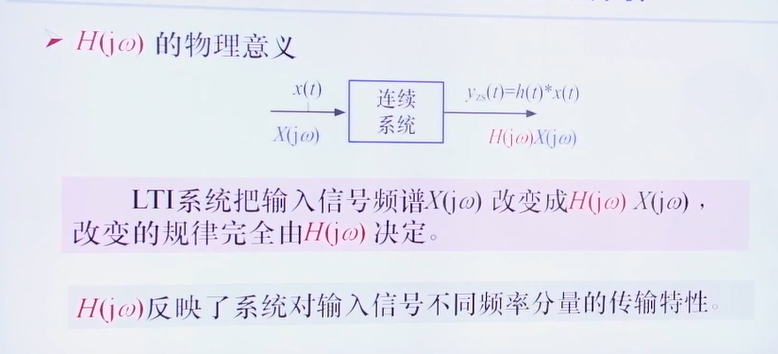 ➢ H(jω) 的物理意义
x(t)
连续
系统
y_zs(t)=h(t)*x(t)
X(jω)
H(jω)X(jω)
LTI系统把输入信号频谱X(jω) 改变成H(jω) X(jω)，
改变的规律完全由H(jω) 决定。
H(jω)反映了系统对输入信号不同频率分量的传输特性。